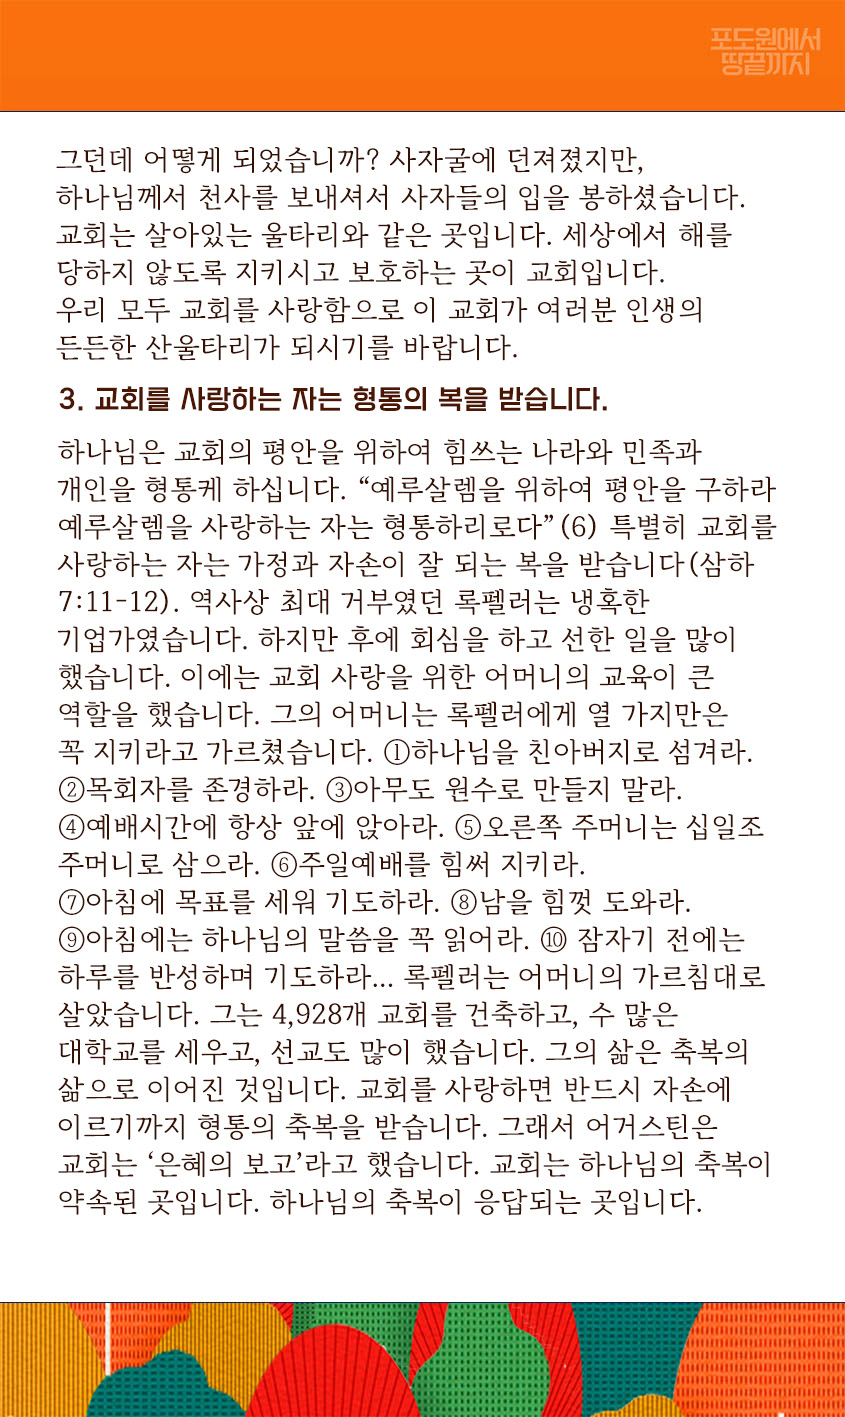 포도원에서
땅끝까지
그런데 어떻게 되었습니까? 사자굴에 던져졌지만,
하나님께서 천사를 보내셔서 사자들의 입을 봉하셨습니다.
교회는 살아있는 울타리와 같은 곳입니다. 세상에서 해를
당하지 않도록 지키시고 보호하는 곳이 교회입니다.
우리 모두 교회를 사랑함으로 이 교회가 여러분 인생의
든든한 산울타리가 되시기를 바랍니다.
3. 교회를 사랑하는 자는 형통의 복을 받습니다.
하나님은 교회의 평안을 위하여 힘쓰는 나라와 민족과
개인을 형통케 하십니다. “예루살렘을 위하여 평안을 구하라
예루살렘을 사랑하는 자는 형통하리로다”(6) 특별히 교회를
사랑하는 자는 가정과 자손이 잘 되는 복을 받습니다(삼하
7:11-12). 역사상 최대 거부였던 록펠러는 냉혹한
기업가였습니다. 하지만 후에 회심을 하고 선한 일을 많이
했습니다. 이에는 교회 사랑을 위한 어머니의 교육이 큰
역할을 했습니다. 그의 어머니는 록펠러에게 열 가지만은
꼭 지키라고 가르쳤습니다. ①하나님을 친아버지로 섬겨라.
②목회자를 존경하라. ③아무도 원수로 만들지 말라.
④예배시간에 항상 앞에 앉아라. ⑤오른쪽 주머니는 십일조
주머니로 삼으라. ⑥주일예배를 힘써 지키라.
⑦아침에 목표를 세워 기도하라. ⑧남을 힘껏 도와라.
⑨아침에는 하나님의 말씀을 꼭 읽어라. ⑩ 잠자기 전에는
하루를 반성하며 기도하라... 록펠러는 어머니의 가르침대로
살았습니다. 그는 4,928개 교회를 건축하고, 수 많은
대학교를 세우고, 선교도 많이 했습니다. 그의 삶은 축복의
삶으로 이어진 것입니다. 교회를 사랑하면 반드시 자손에
이르기까지 형통의 축복을 받습니다. 그래서 어거스틴은
교회는 ‘은혜의 보고’라고 했습니다. 교회는 하나님의 축복이
약속된 곳입니다. 하나님의 축복이 응답되는 곳입니다.